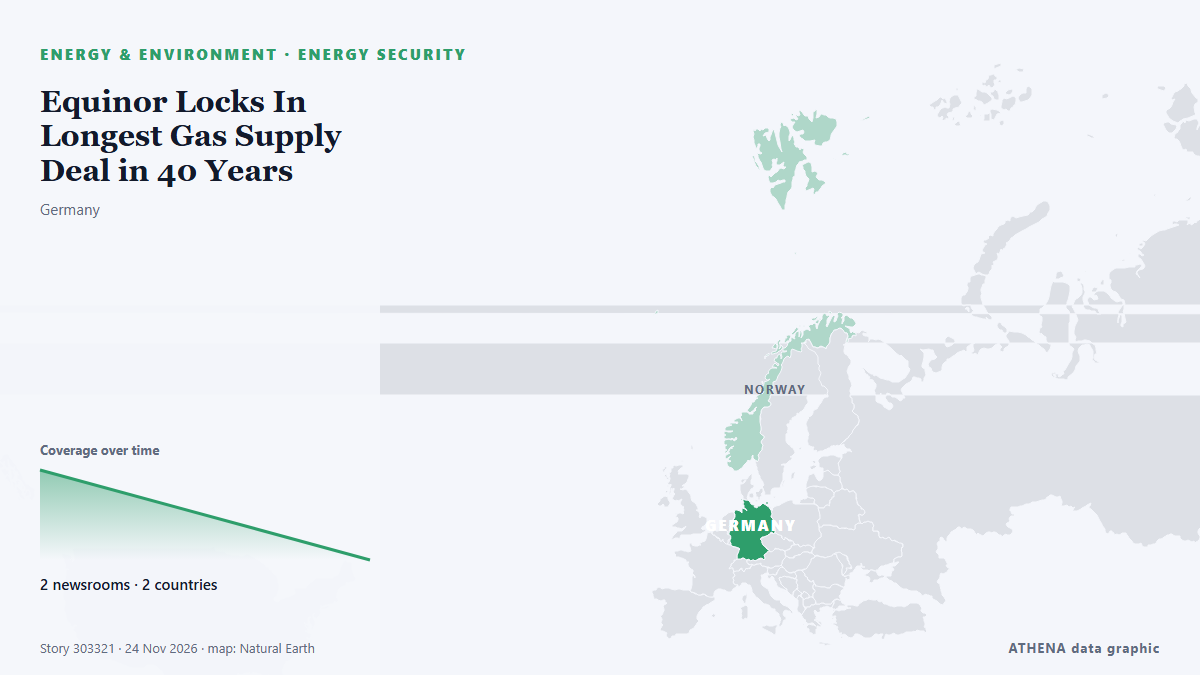 ENERGY & ENVIRONMENT · ENERGY SECURITY
Equinor Locks In
Longest Gas Supply
Deal in 40 Years
Germany
NORWAY
GERMANY
Coverage over time
2 newsrooms · 2 countries
Story 303321 · 24 Nov 2026 · map: Natural Earth
ATHENA data graphic